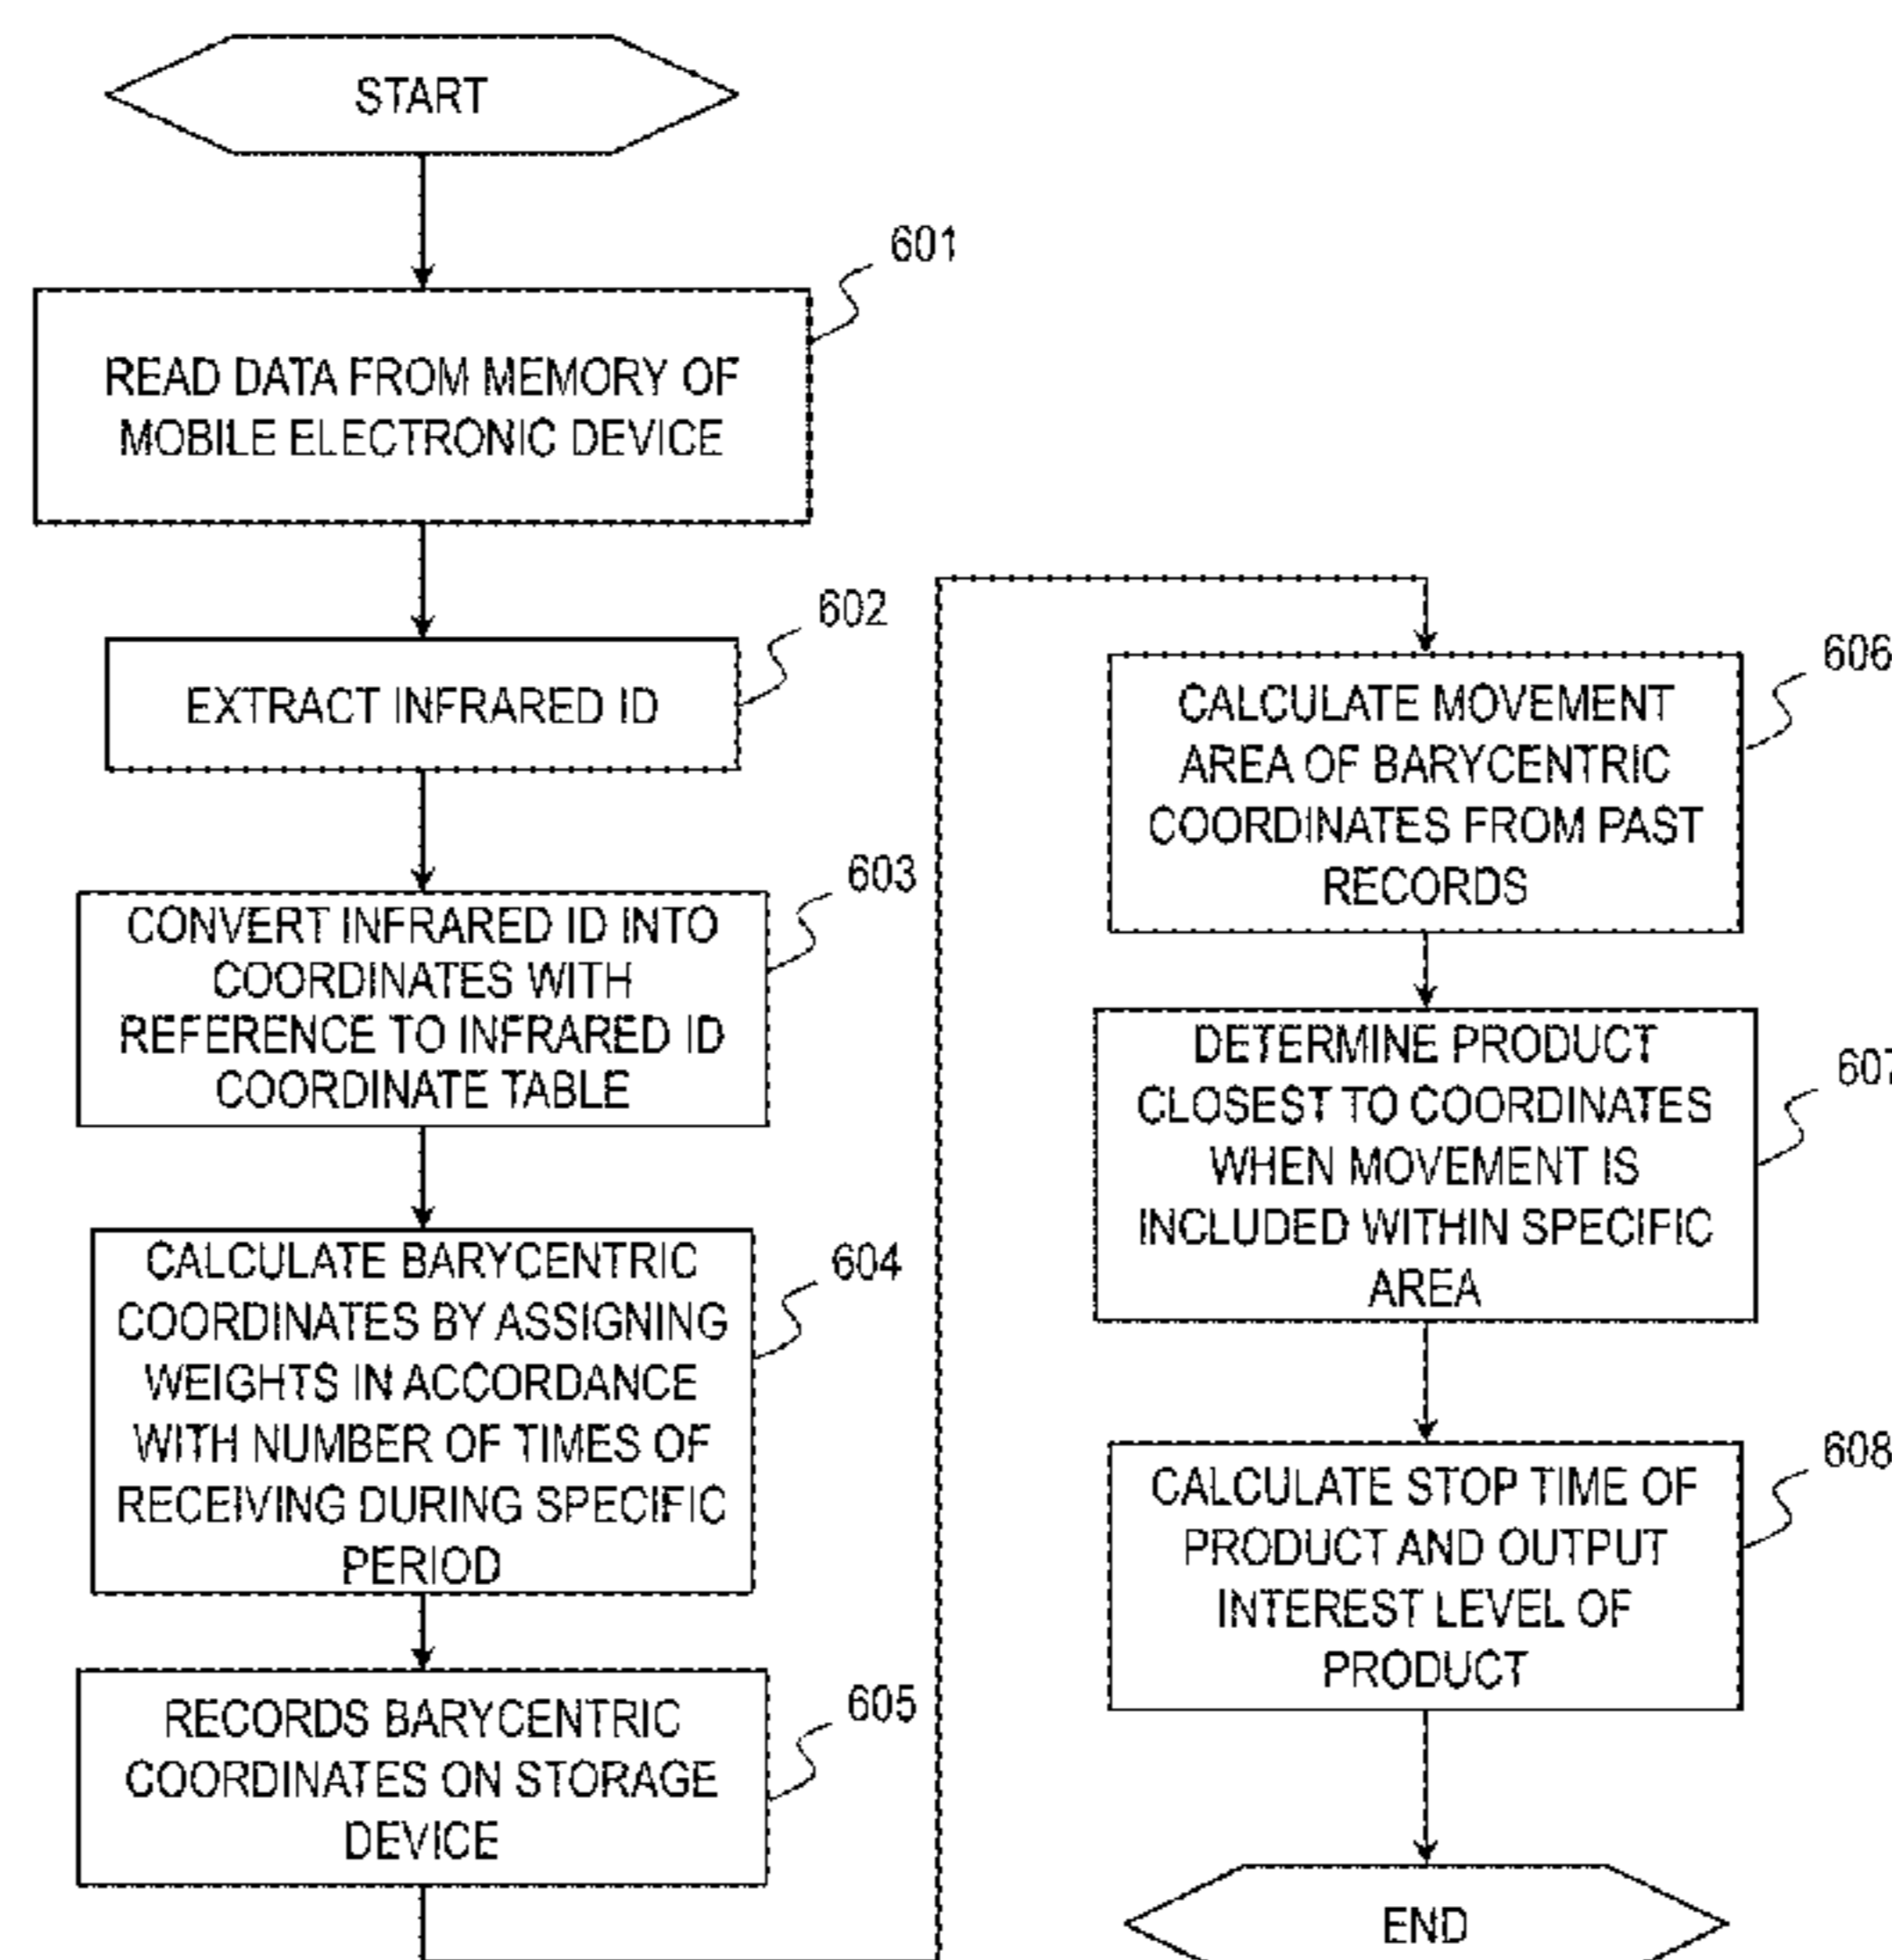 START
601
READ DATA FROM MEMORY OF
MOBILE ELECTRONIC DEVICE
602
EXTRACT INFRARED ID
603
CONVERT INFRARED ID INTO
COORDINATES WITH
REFERENCE TO INFRARED ID
COORDINATE TABLE
604
CALCULATE BARYCENTRIC
COORDINATES BY ASSIGNING
WEIGHTS IN ACCORDANCE
WITH NUMBER OF TIMES OF
RECEIVING DURING SPECIFIC
PERIOD
605
RECORDS BARYCENTRIC
COORDINATES ON STORAGE
DEVICE
606
CALCULATE MOVEMENT
AREA OF BARYCENTRIC
COORDINATES FROM PAST
RECORDS
607
DETERMINE PRODUCT
CLOSEST TO COORDINATES
WHEN MOVEMENT IS
INCLUDED WITHIN SPECIFIC
AREA
608
CALCULATE STOP TIME OF
PRODUCT AND OUTPUT
INTEREST LEVEL OF
PRODUCT
END